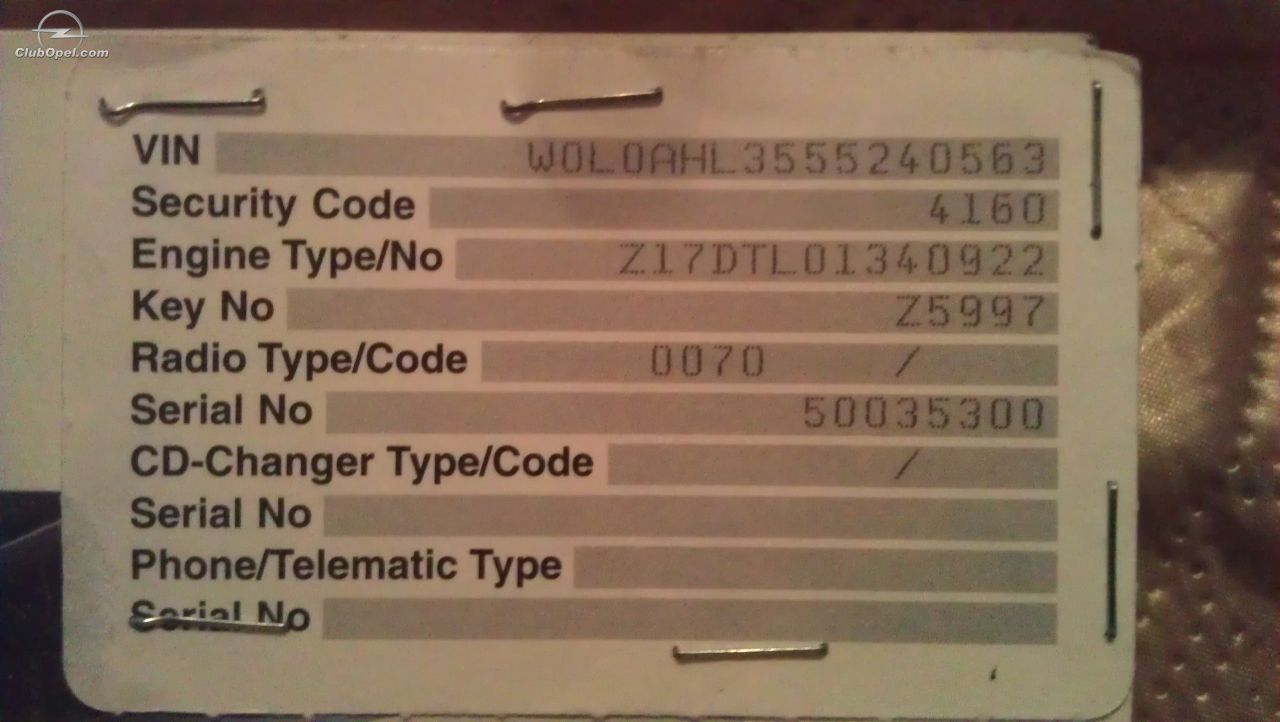 ClubOpel.com
VIN W0L0AHL3555240563
Security Code 4160
Engine Type/No Z17DTL01340922
Key No Z5997
Radio Type/Code 0070 /
Serial No 50035300
CD-Changer Type/Code /
Serial No
Phone/Telematic Type
Serial No